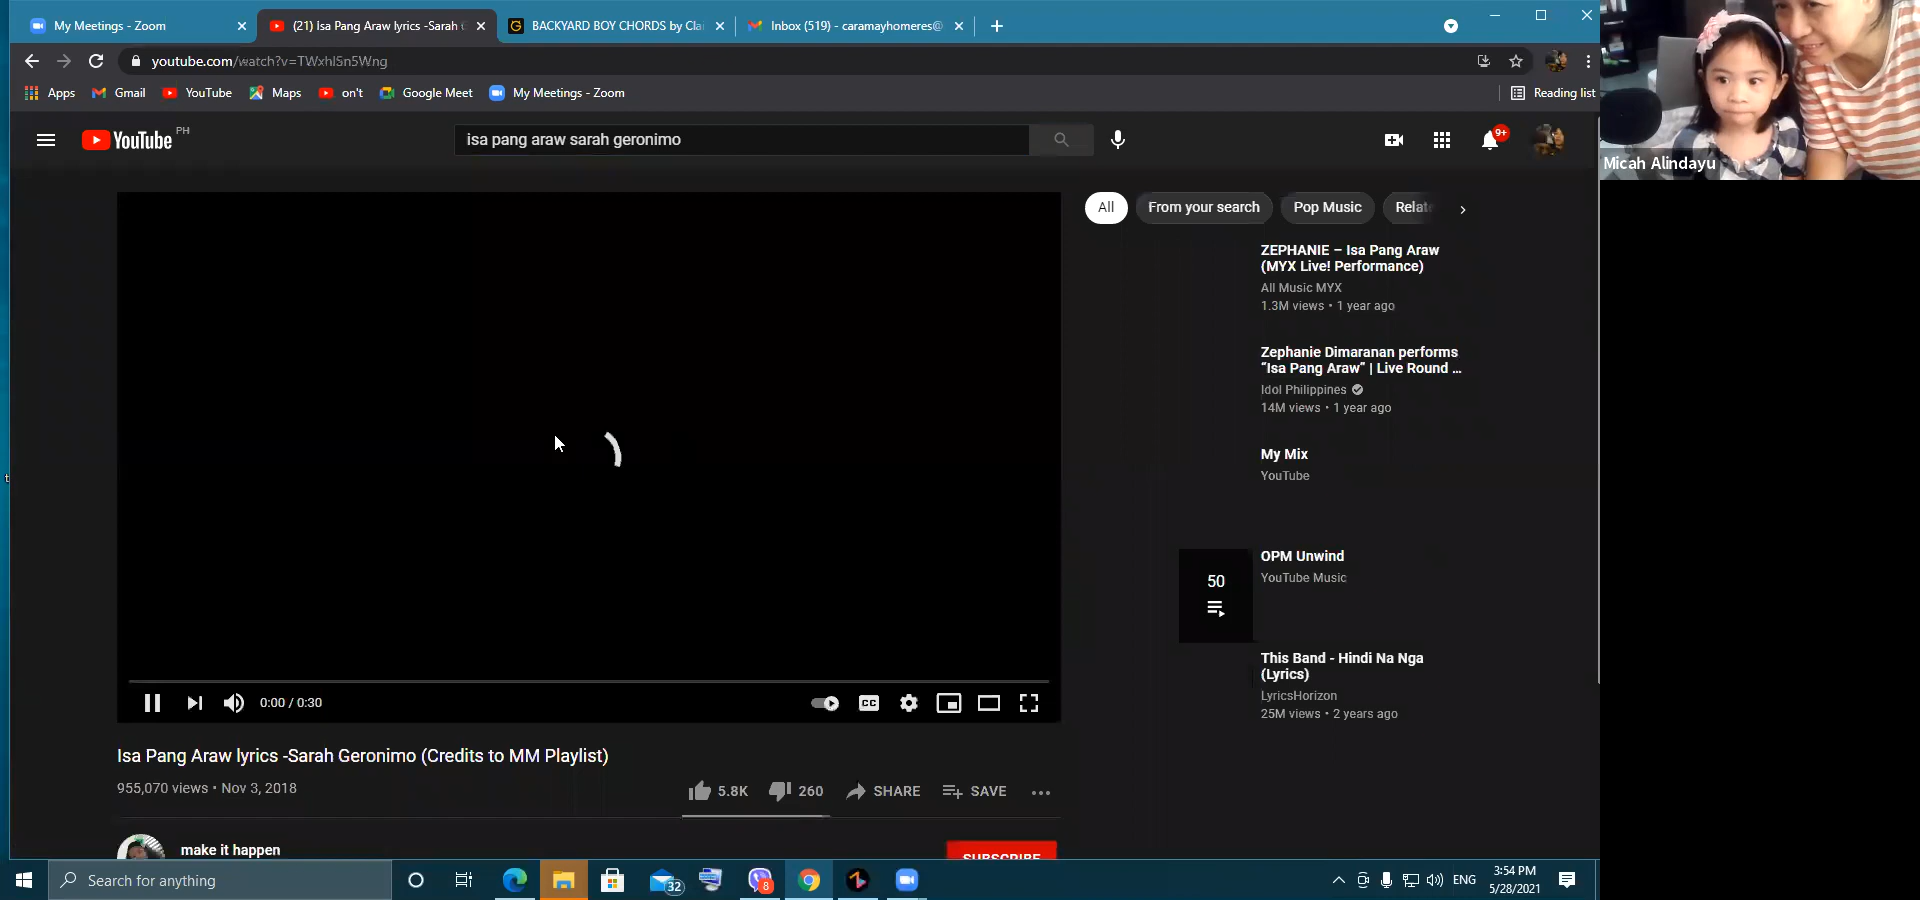 My Meetings - Zoom
(21) Isa Pang Araw lyrics -Sarah G
BACKYARD BOY CHORDS by Clai
Inbox (519) - caramayhomeres@
youtube.com/watch?v=TWxhlSn5Wng
Apps
Gmail
YouTube
Maps
on't
Google Meet
My Meetings - Zoom
Reading list
YouTube PH
isa pang araw sarah geronimo
9+
Micah Alindayu
All
From your search
Pop Music
Relate
ZEPHANIE – Isa Pang Araw
(MYX Live! Performance)
All Music MYX
1.3M views • 1 year ago
Zephanie Dimaranan performs
“Isa Pang Araw” | Live Round ...
Idol Philippines
14M views • 1 year ago
My Mix
YouTube
50
OPM Unwind
YouTube Music
This Band - Hindi Na Nga
(Lyrics)
LyricsHorizon
25M views • 2 years ago
0:00 / 0:30
CC
Isa Pang Araw lyrics -Sarah Geronimo (Credits to MM Playlist)
955,070 views • Nov 3, 2018
5.8K
260
SHARE
SAVE
make it happen
SUBSCRIBE
t
Search for anything
32
8
ENG
3:54 PM
5/28/2021